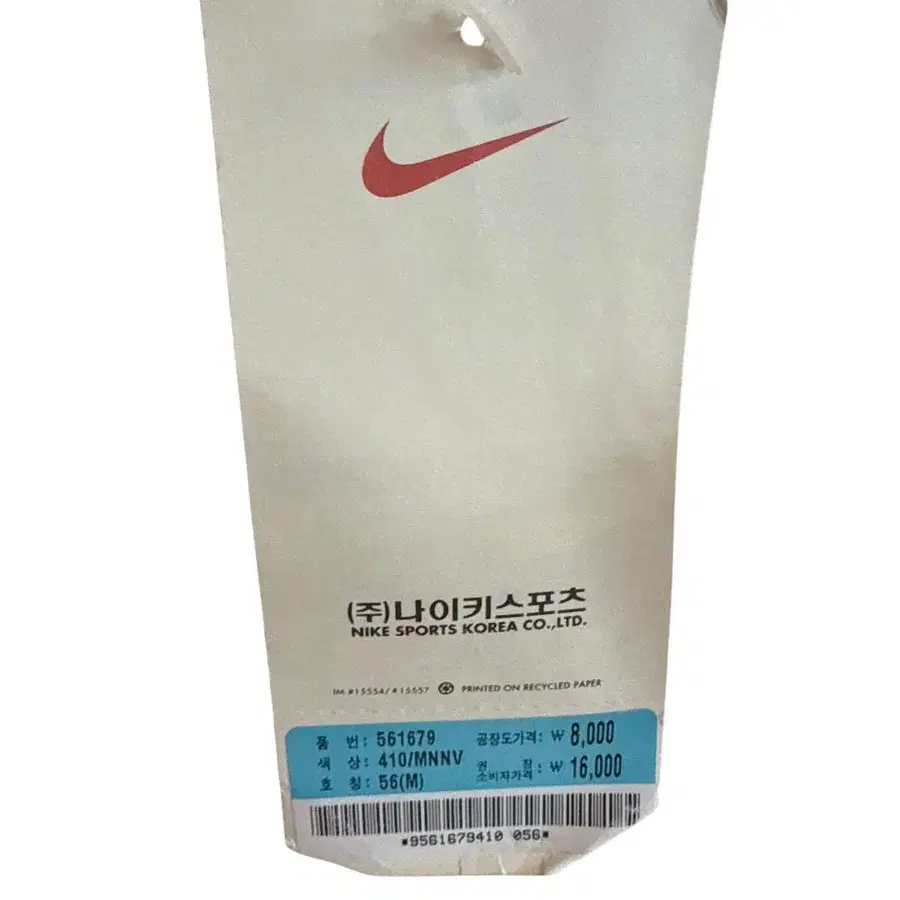 (주)나이키스포츠
NIKE SPORTS KOREA CO.,LTD.
IM #15554/#15557 PRINTED ON RECYCLED PAPER
품 번: 561679 공장도가격: ₩ 8,000
색 상: 410/MNNV 권 장 소비자가격: ₩ 16,000
호 칭: 56(M)
*9561679410 056*